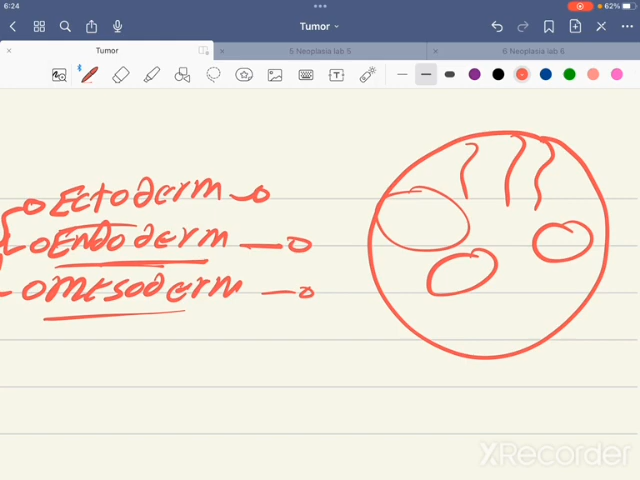 6:24
62%
Tumor
Tumor
5 Neoplasia lab 5
6 Neoplasia lab 6
Ectoderm
Endoderm
Mesoderm
XRecorder